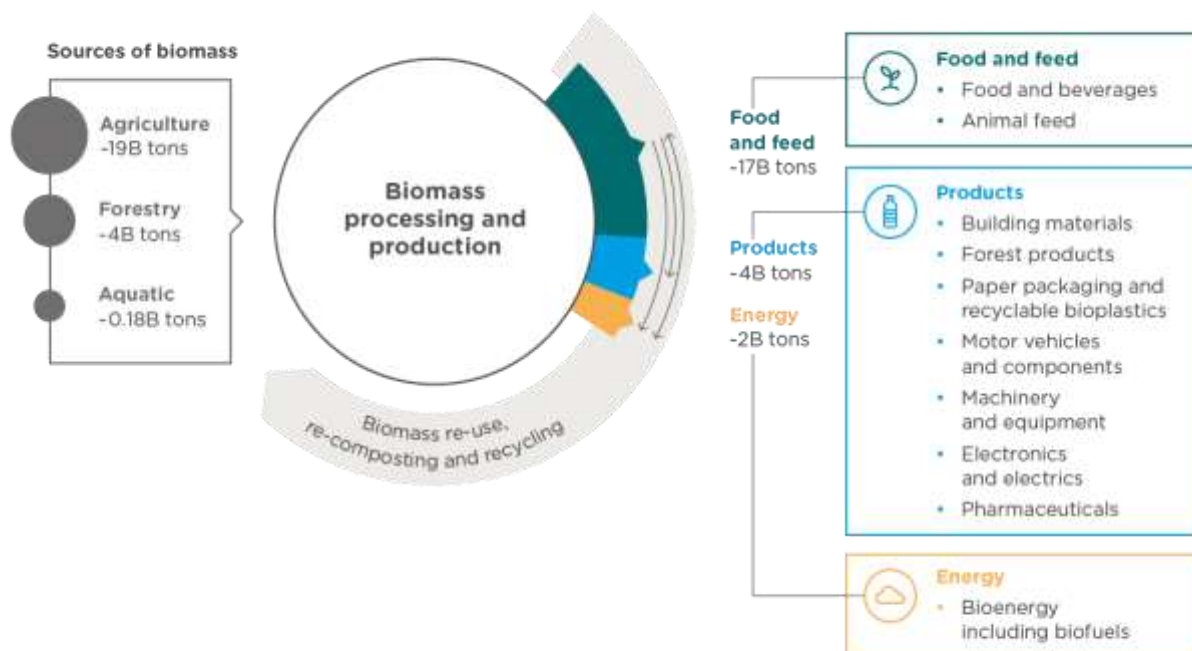 Sources of biomass
Agriculture
~19B tons
Forestry
~4B tons
Aquatic
~0.18B tons
Biomass
processing and
production
Biomass re-use,
re-composting and recycling
Food
and feed
~17B tons
Products
~4B tons
Energy
~2B tons
Food and feed
• Food and beverages
• Animal feed
Products
• Building materials
• Forest products
• Paper packaging and
recyclable bioplastics
• Motor vehicles
and components
• Machinery
and equipment
• Electronics
and electrics
• Pharmaceuticals
Energy
• Bioenergy
including biofuels